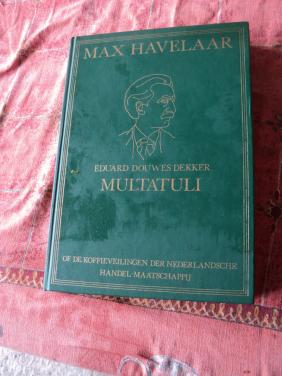 MAX HAVELAAR
EDUARD DOUWES DEKKER
MULTATULI
OF DE KOFFIEVEILINGEN DER NEDERLANDSCHE
HANDEL-MAATSCHAPPIJ